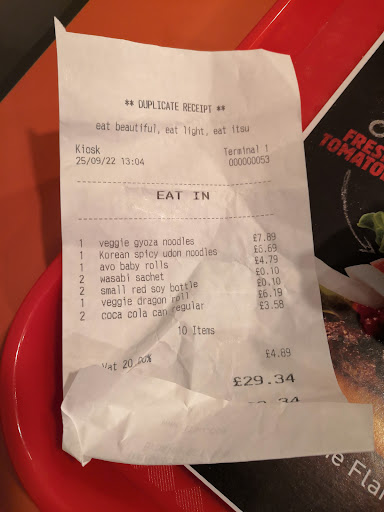 ** DUPLICATE RECEIPT **
eat beautiful, eat light, eat itsu
Kiosk Terminal 1
25/09/22 13:04 000000053
EAT IN
1 veggie gyoza noodles £7.89
1 Korean spicy udon noodles £6.69
1 avo baby rolls £4.79
2 wasabi sachet £0.10
2 small red soy bottle £0.10
1 veggie dragon roll £6.19
2 coca cola can regular £3.58
10 Items
Vat 20.00% £4.89
£29.34
FRES
TOMATO
e Fla